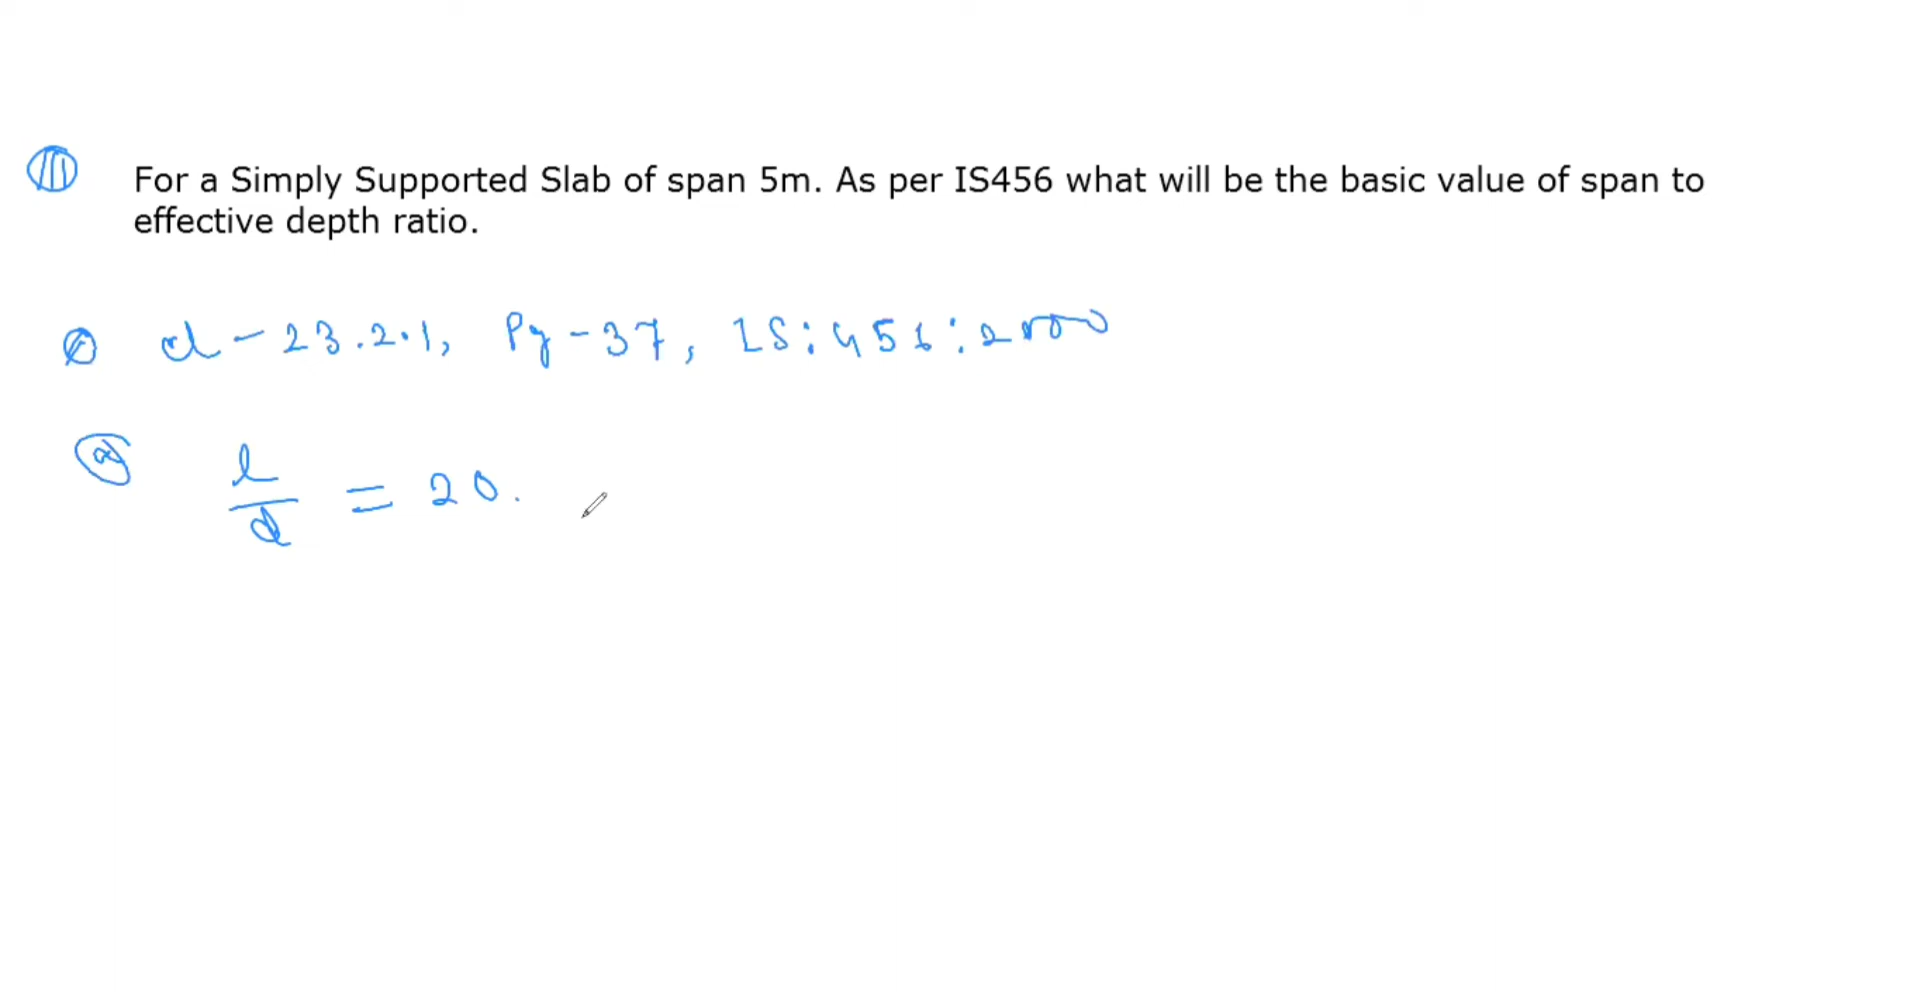 For a Simply Supported Slab of span 5m. As per IS456 what will be the basic value of span to
effective depth ratio.
cl - 23.2.1, Pg - 37, IS : 456 : 2000
l
d = 20.